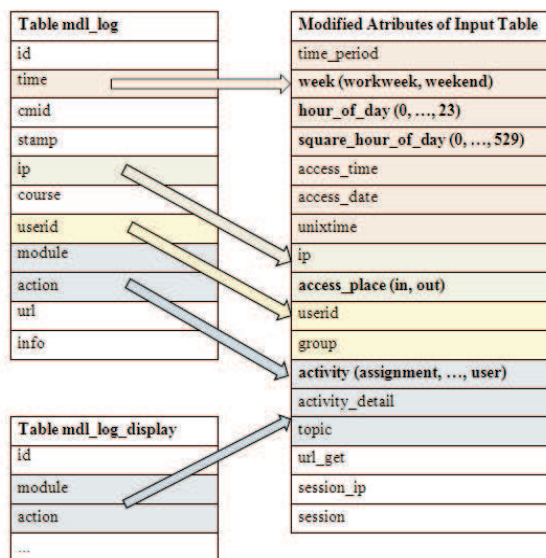 Table mdl_log
id
time
cmid
stamp
ip
course
userid
module
action
url
info
Table mdl_log_display
id
module
action
...
Modified Atributes of Input Table
time_period
week (workweek, weekend)
hour_of_day (0, ..., 23)
square_hour_of_day (0, ..., 529)
access_time
access_date
unixtime
ip
access_place (in, out)
userid
group
activity (assignment, ..., user)
activity_detail
topic
url_get
session_ip
session